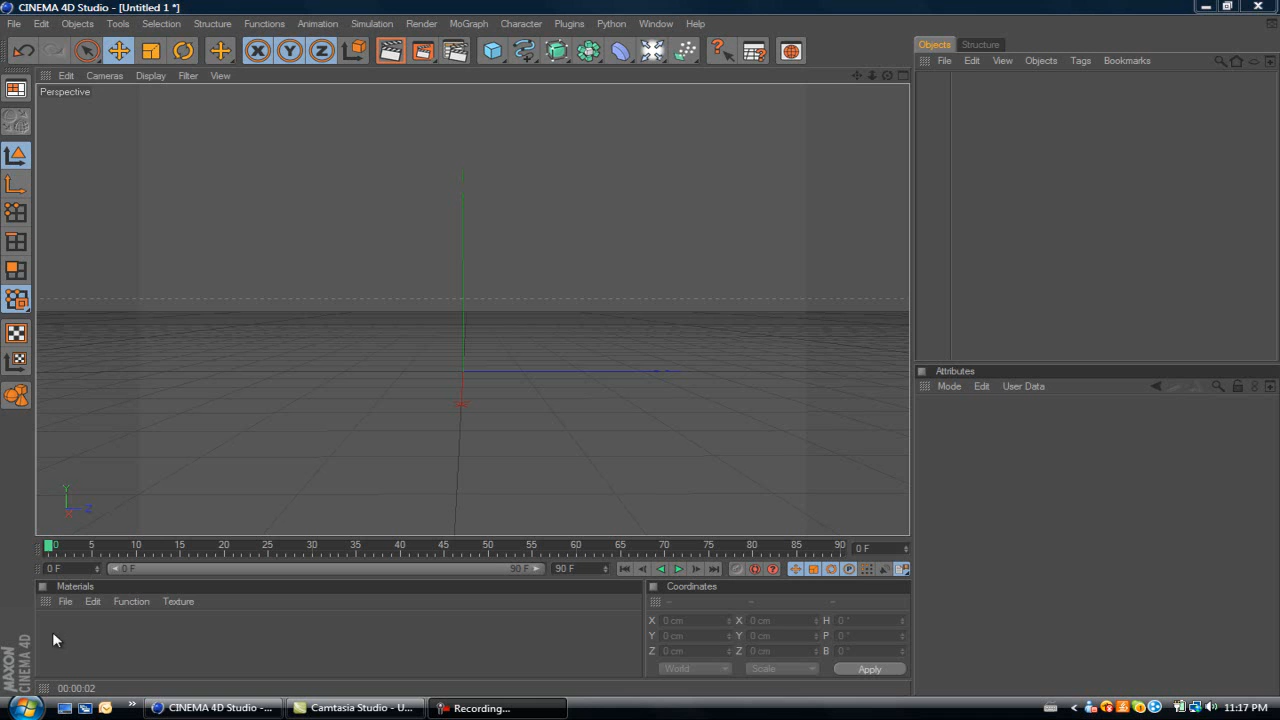 CINEMA 4D Studio - [Untitled 1 *]
File Edit Objects Tools Selection Structure Functions Animation Simulation Render MoGraph Character Plugins Python Window Help
X Y Z
Objects Structure
File Edit View Objects Tags Bookmarks
Edit Cameras Display Filter View
Perspective
Y
Z
Attributes
Mode Edit User Data
0 5 10 15 20 25 30 35 40 45 50 55 60 65 70 75 80 85 90 0 F
0 F 0 F 90 F 90 F
Materials
File Edit Function Texture
Coordinates
X 0 cm X 0 cm H 0 °
Y 0 cm Y 0 cm P 0 °
Z 0 cm Z 0 cm B 0 °
World Scale Apply
MAXON
CINEMA 4D
00:00:02
CINEMA 4D Studio -... Camtasia Studio - U... Recording... 11:17 PM